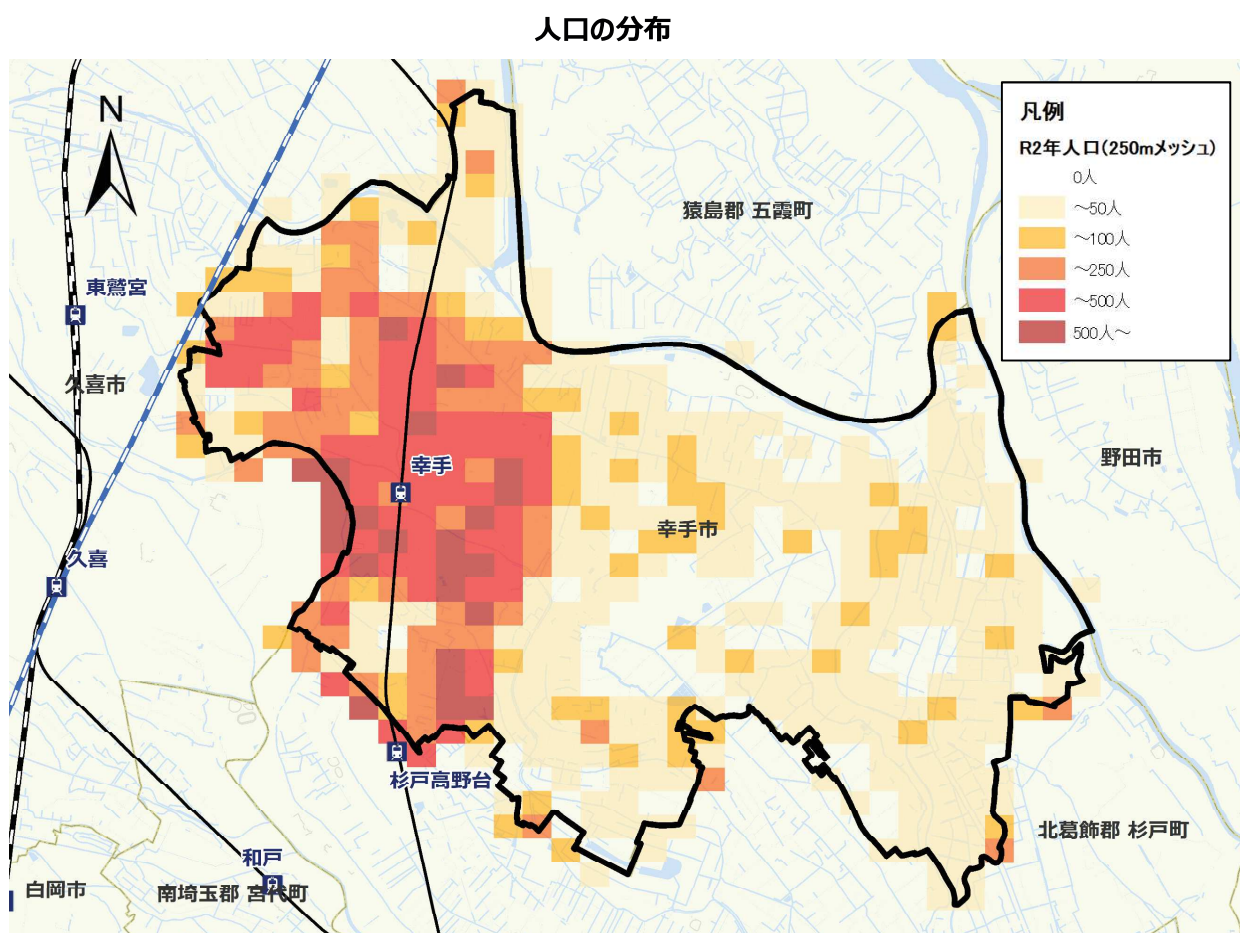 人口の分布
N
凡例
R2年人口(250mメッシュ)
0人
～50人
～100人
～250人
～500人
500人～
猿島郡 五霞町
東鷲宮
久喜市
野田市
幸手
幸手市
久喜
杉戸高野台
北葛飾郡 杉戸町
和戸
白岡市
南埼玉郡 宮代町